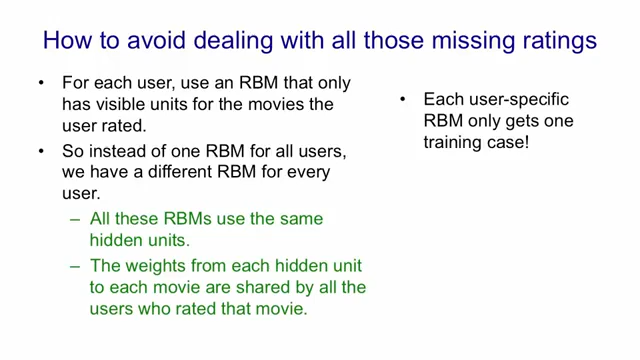 How to avoid dealing with all those missing ratings
• For each user, use an RBM that only
has visible units for the movies the
user rated.
• So instead of one RBM for all users,
we have a different RBM for every
user.
– All these RBMs use the same
hidden units.
– The weights from each hidden unit
to each movie are shared by all the
users who rated that movie.
• Each user-specific
RBM only gets one
training case!